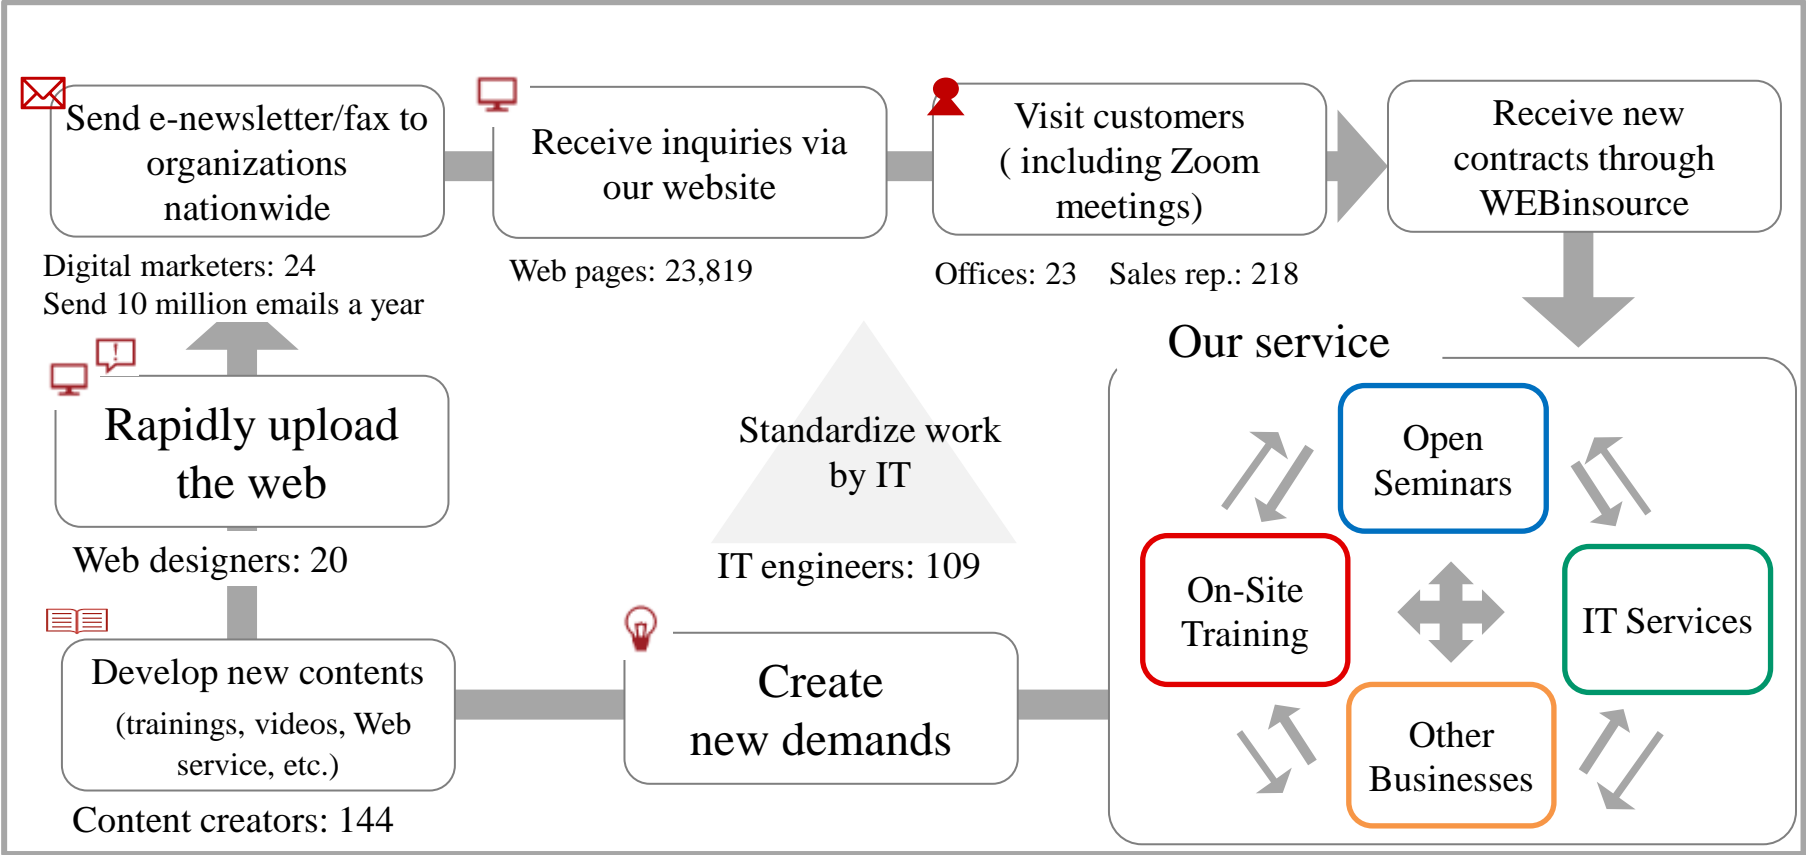 Send e-newsletter/fax to
organizations
nationwide
Digital marketers: 24
Send 10 million emails a year
Receive inquiries via
our website
Web pages: 23,819
Visit customers
( including Zoom
meetings)
Offices: 23 Sales rep.: 218
Receive new
contracts through
WEBinsource
Our service
Open
Seminars
On-Site
Training
IT Services
Other
Businesses
Standardize work
by IT
IT engineers: 109
Create
new demands
Rapidly upload
the web
Web designers: 20
Develop new contents
(trainings, videos, Web
service, etc.)
Content creators: 144